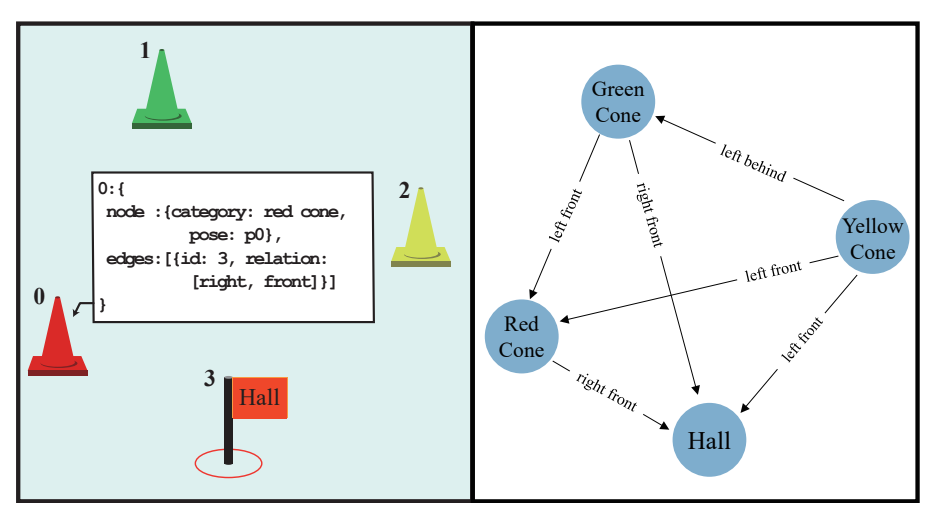 1
0:{
node :{category: red cone,
pose: p0},
edges:[{id: 3, relation:
[right, front]}]
}
2
0
3
Hall
Green
Cone
left behind
left front
right front
Yellow
Cone
left front
Red
Cone
left front
right front
Hall